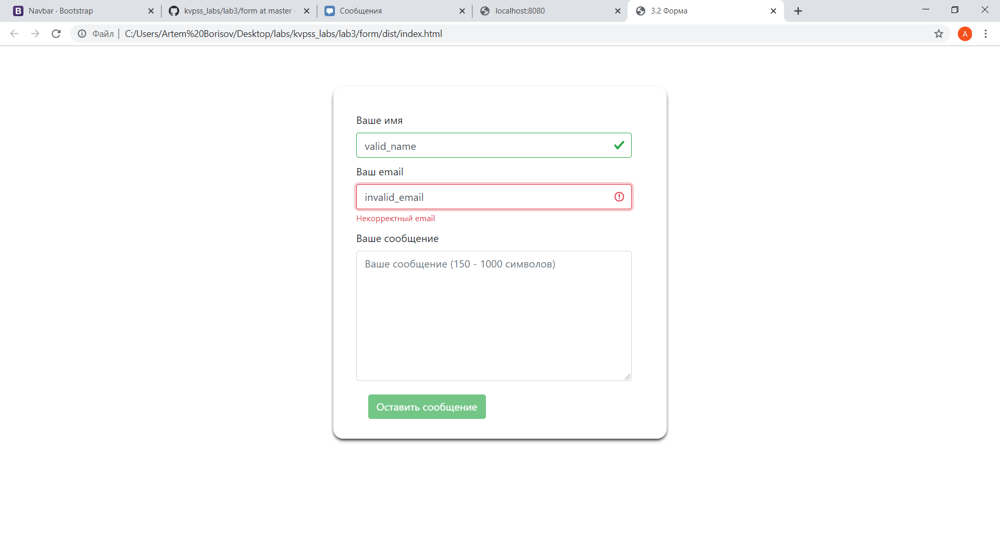 Navbar · Bootstrap
kvpss_labs/lab3/form at master
Сообщения
localhost:8080
3.2 Форма
Файл | C:/Users/Artem%20Borisov/Desktop/labs/kvpss_labs/lab3/form/dist/index.html
A
Ваше имя
valid_name
Ваш email
invalid_email
Некорректный email
Ваше сообщение
Ваше сообщение (150 - 1000 символов)
Оставить сообщение